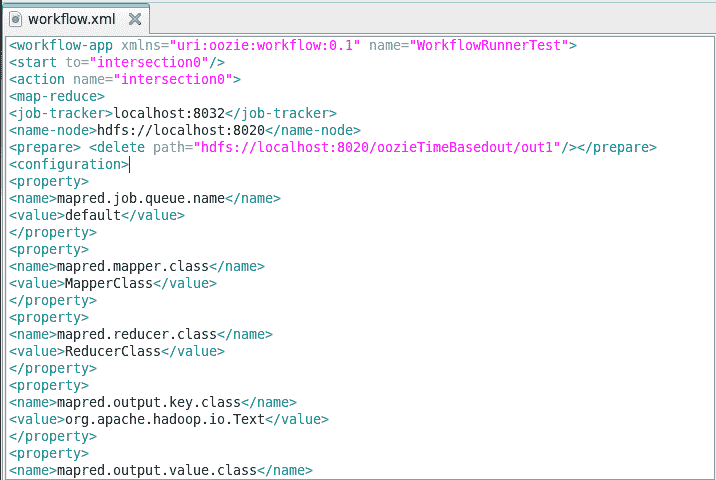 workflow.xml
<workflow-app xmlns="uri:oozie:workflow:0.1" name="WorkflowRunnerTest">
<start to="intersection0"/>
<action name="intersection0">
<map-reduce>
<job-tracker>localhost:8032</job-tracker>
<name-node>hdfs://localhost:8020</name-node>
<prepare> <delete path="hdfs://localhost:8020/oozieTimeBasedout/out1"/></prepare>
<configuration>
<property>
<name>mapred.job.queue.name</name>
<value>default</value>
</property>
<property>
<name>mapred.mapper.class</name>
<value>MapperClass</value>
</property>
<property>
<name>mapred.reducer.class</name>
<value>ReducerClass</value>
</property>
<property>
<name>mapred.output.key.class</name>
<value>org.apache.hadoop.io.Text</value>
</property>
<property>
<name>mapred.output.value.class</name>